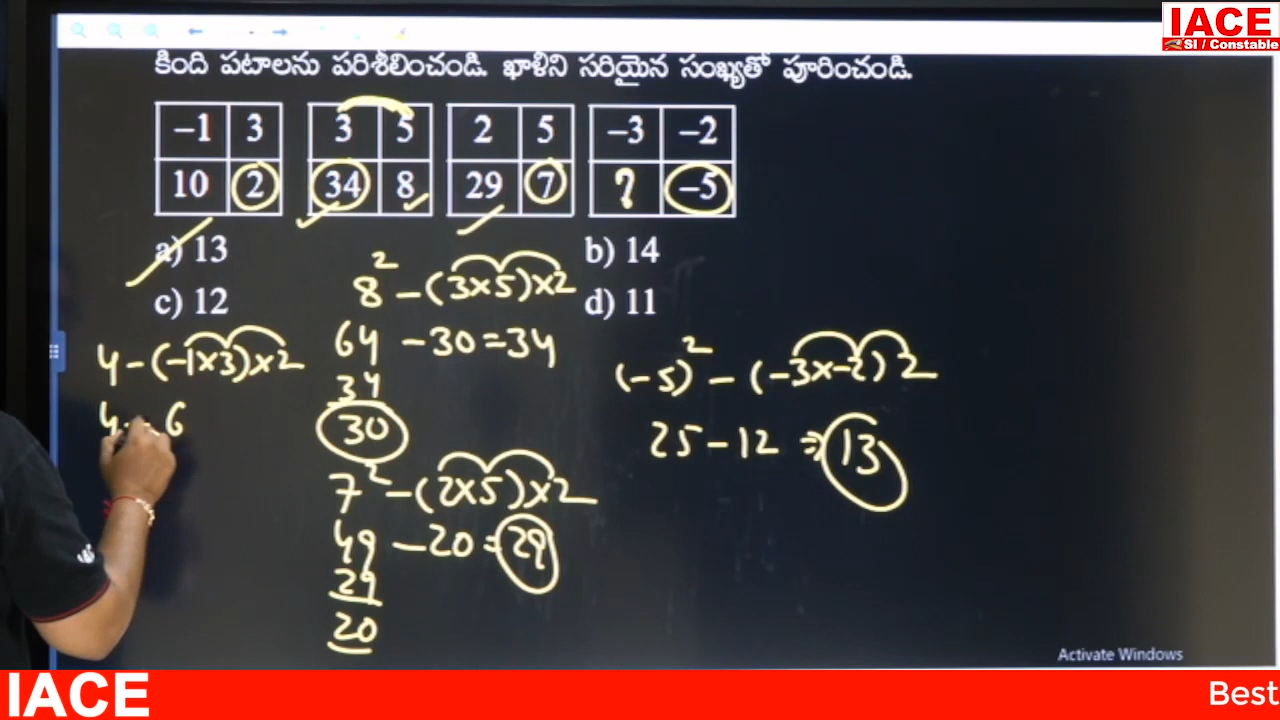 IACE
SI / Constable
కింది పటాలను పరిశీలించండి. ఖాళీని సరియైన సంఖ్యతో పూరించండి.
–1 3 3 5 2 5 –3 –2
10 2 34 8 29 7 ? –5
a) 13 b) 14
c) 12 d) 11
8² – (3×5)×2
64 – 30 = 34
34
30
4 – (–1×3)×2
4 6
7² – (2×5)×2
49 – 20 = 29
29
20
(–5)² – (–3×–2) 2
25 – 12 ⇒ 13
Activate Windows
IACE
Best